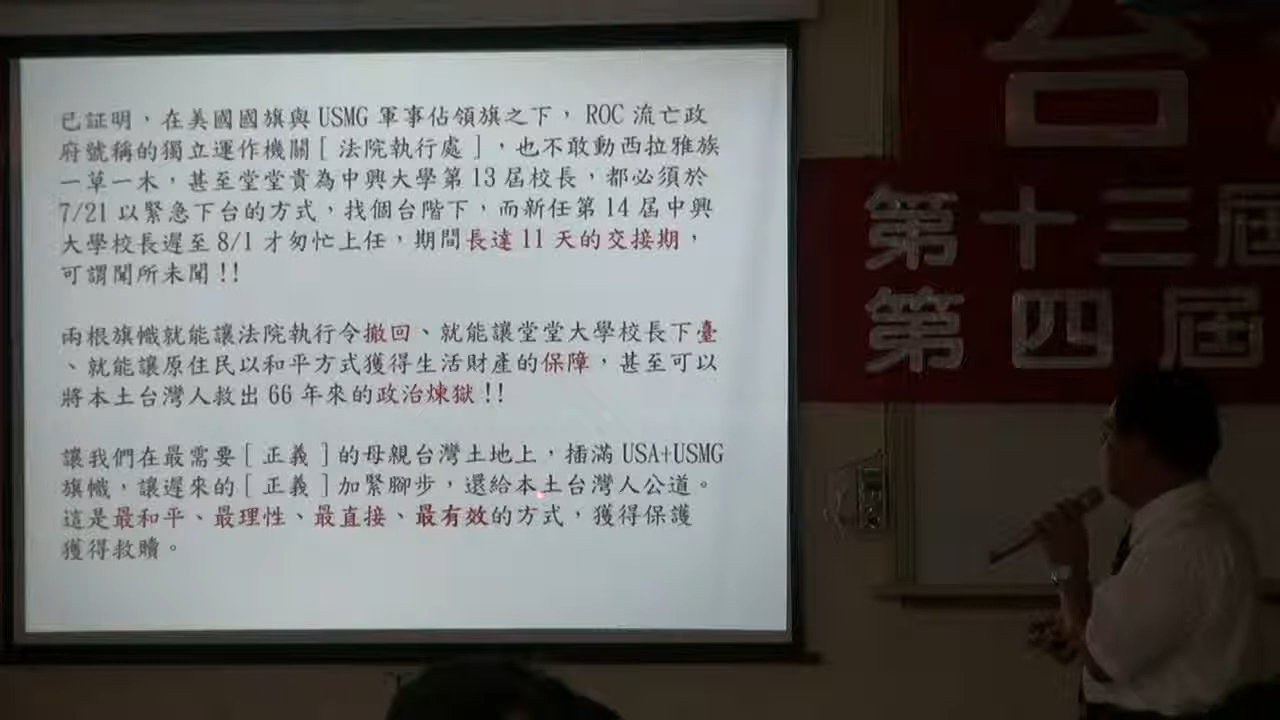 已証明，在美國國旗與 USMG 軍事佔領旗之下， ROC 流亡政
府號稱的獨立運作機關 [ 法院執行處 ] ，也不敢動西拉雅族
一草一木，甚至堂堂貴為中興大學第 13 屆校長，都必須於
7/21 以緊急下台的方式，找個台階下，而新任第 14 屆中興
大學校長遲至 8/1 才匆忙上任，期間長達 11 天的交接期，
可謂聞所未聞 !!
兩根旗幟就能讓法院執行令撤回、就能讓堂堂大學校長下臺
、就能讓原住民以和平方式獲得生活財產的保障，甚至可以
將本土台灣人救出 66 年來的政治煉獄 !!
讓我們在最需要 [ 正義 ] 的母親台灣土地上，插滿 USA+USMG
旗幟，讓遲來的 [ 正義 ] 加緊腳步，還給本土台灣人公道。
這是最和平、最理性、最直接、最有效的方式，獲得保護
獲得救贖。
台
第十三屆
第四屆